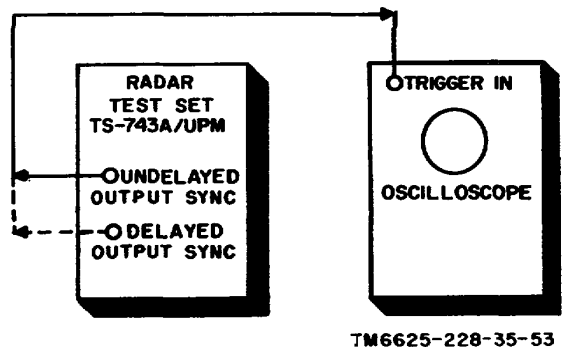 RADAR
TEST SET
TS-743A/UPM
UNDELAYED
OUTPUT SYNC
DELAYED
OUTPUT SYNC
TRIGGER IN
OSCILLOSCOPE
TM6625-228-35-53